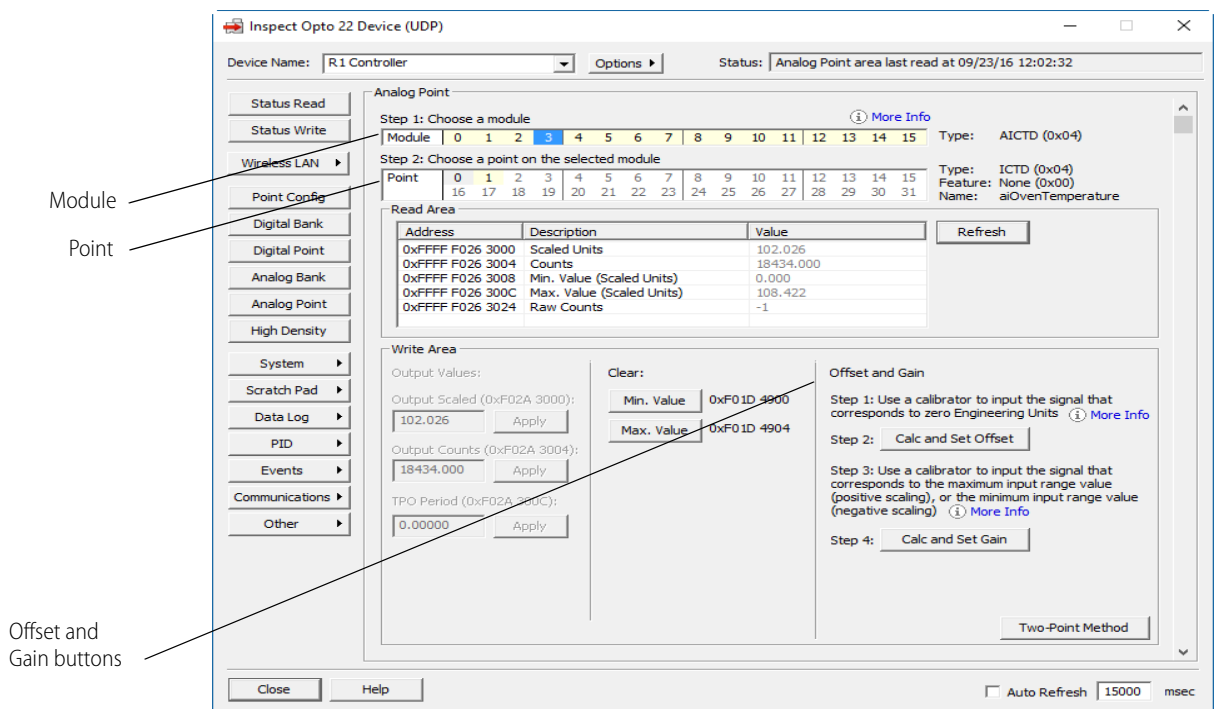 Inspect Opto 22 Device (UDP)
Device Name: R1 Controller Options Status: Analog Point area last read at 09/23/16 12:02:32
Status Read
Status Write
Wireless LAN
Point Config
Digital Bank
Digital Point
Analog Bank
Analog Point
High Density
System
Scratch Pad
Data Log
PID
Events
Communications
Other
Module
Point
Offset and
Gain buttons
Analog Point
Step 1: Choose a module More Info
Module 0 1 2 3 4 5 6 7 8 9 10 11 12 13 14 15 Type: AICTD (0x04)
Step 2: Choose a point on the selected module
Point 0 1 2 3 4 5 6 7 8 9 10 11 12 13 14 15
16 17 18 19 20 21 22 23 24 25 26 27 28 29 30 31
Type: ICTD (0x04)
Feature: None (0x00)
Name: aiOvenTemperature
Read Area
Address Description Value
0xFFFF F026 3000 Scaled Units 102.026
0xFFFF F026 3004 Counts 18434.000
0xFFFF F026 3008 Min. Value (Scaled Units) 0.000
0xFFFF F026 300C Max. Value (Scaled Units) 108.422
0xFFFF F026 3024 Raw Counts -1
Refresh
Write Area
Output Values:
Output Scaled (0xF02A 3000):
102.026 Apply
Output Counts (0xF02A 3004):
18434.000 Apply
TPO Period (0xF02A 300C):
0.00000 Apply
Clear:
Min. Value 0xF01D 4900
Max. Value 0xF01D 4904
Offset and Gain
Step 1: Use a calibrator to input the signal that
corresponds to zero Engineering Units More Info
Step 2: Calc and Set Offset
Step 3: Use a calibrator to input the signal that
corresponds to the maximum input range value
(positive scaling), or the minimum input range value
(negative scaling) More Info
Step 4: Calc and Set Gain
Two-Point Method
Close Help Auto Refresh 15000 msec